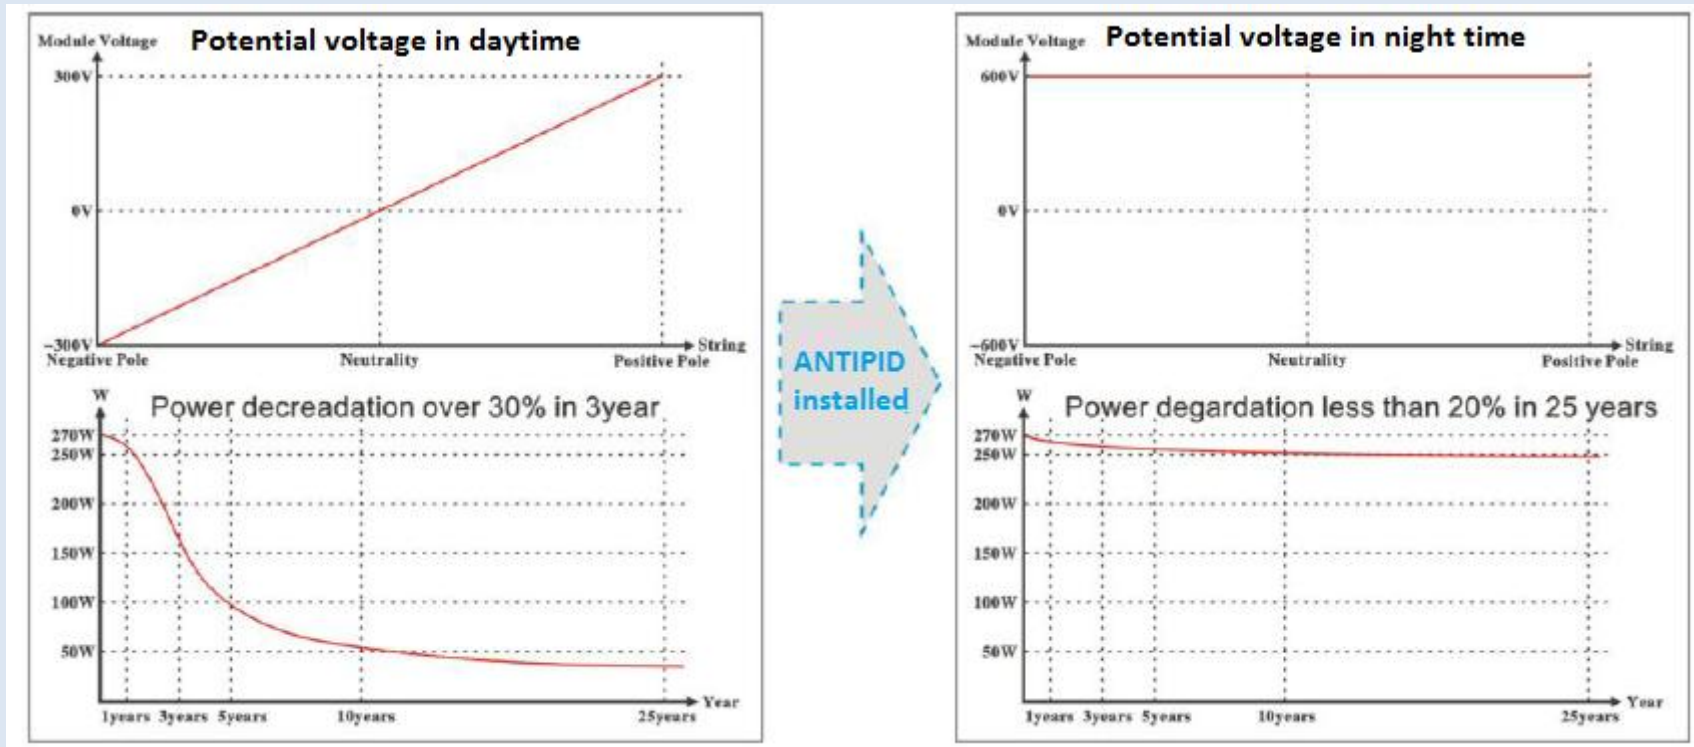 Potential voltage in daytime
Module Voltage
300V
0V
-300V
String
Negative Pole
Neutrality
Positive Pole
W
Power decreadation over 30% in 3year
270W
250W
200W
150W
100W
50W
Year
1years
3years
5years
10years
25years
ANTIPID
installed
Potential voltage in night time
Module Voltage
600V
0V
-600V
String
Negative Pole
Neutrality
Positive Pole
W
Power degardation less than 20% in 25 years
270W
250W
200W
150W
100W
50W
Year
1years
3years
5years
10years
25years